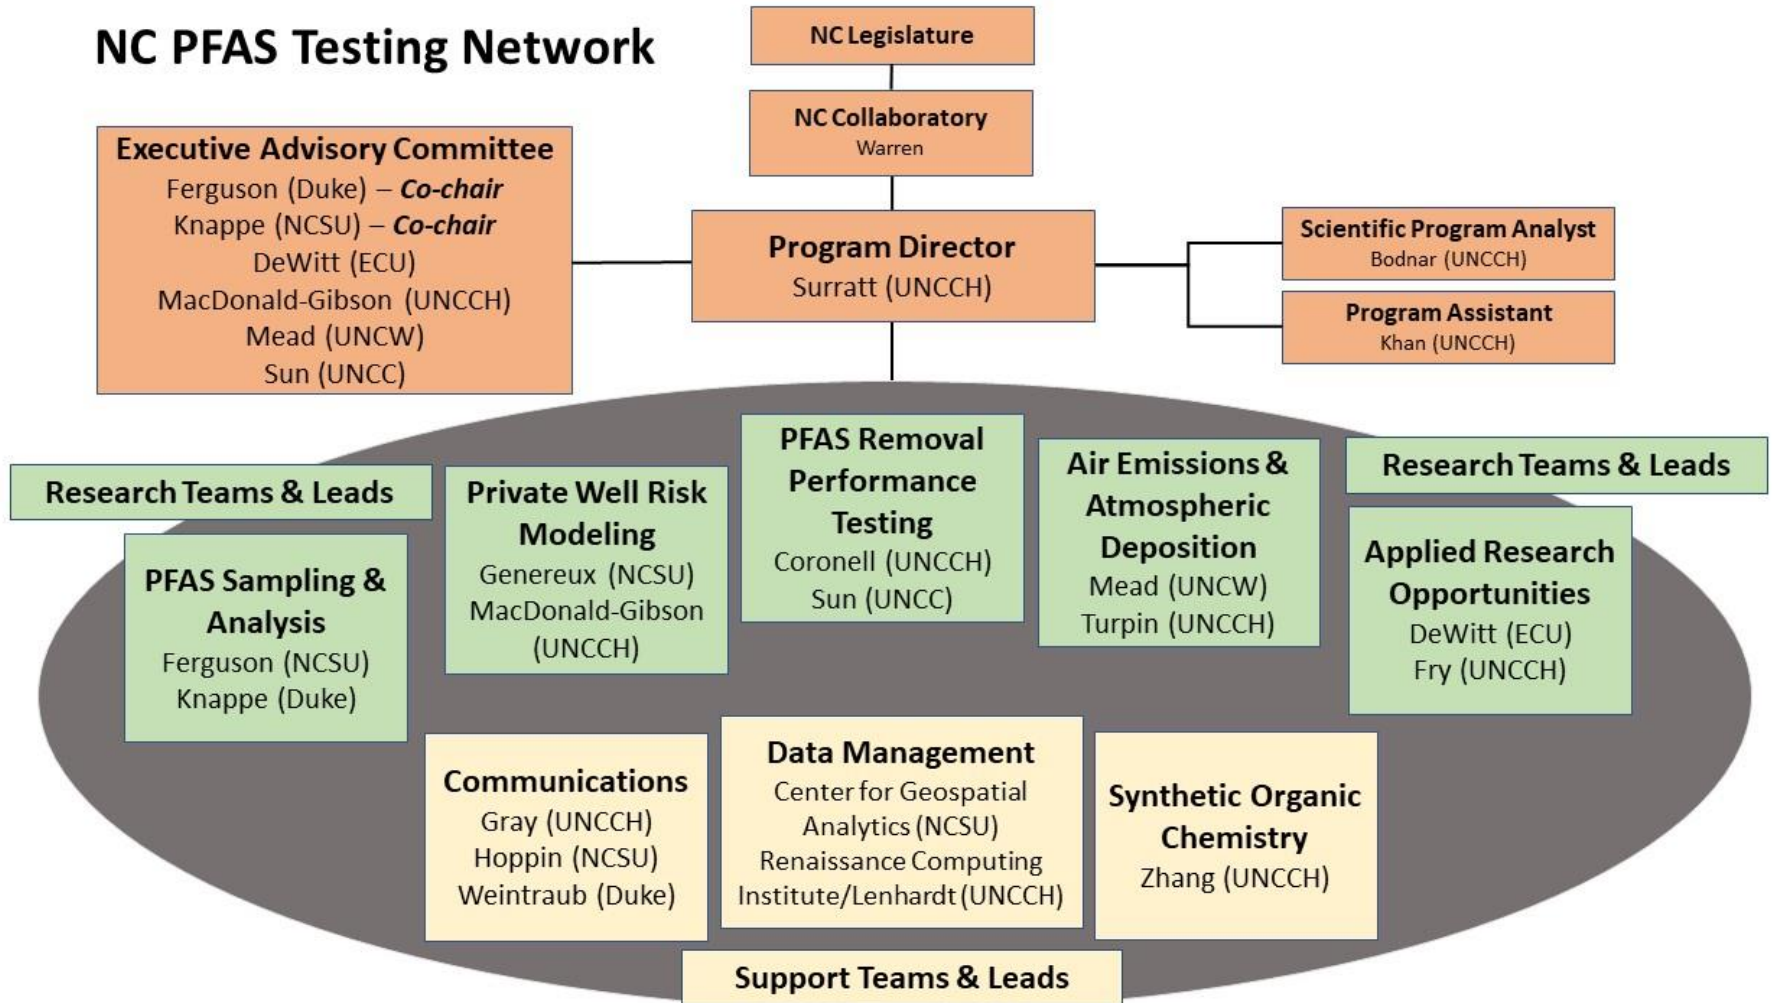 NC PFAS Testing Network
NC Legislature
NC Collaboratory
Warren
Executive Advisory Committee
Ferguson (Duke) – Co-chair
Knappe (NCSU) – Co-chair
DeWitt (ECU)
MacDonald-Gibson (UNCCH)
Mead (UNCW)
Sun (UNCC)
Program Director
Surratt (UNCCH)
Scientific Program Analyst
Bodnar (UNCCH)
Program Assistant
Khan (UNCCH)
Research Teams & Leads
PFAS Sampling &
Analysis
Ferguson (NCSU)
Knappe (Duke)
Private Well Risk
Modeling
Genereux (NCSU)
MacDonald-Gibson
(UNCCH)
PFAS Removal
Performance
Testing
Coronell (UNCCH)
Sun (UNCC)
Air Emissions &
Atmospheric
Deposition
Mead (UNCW)
Turpin (UNCCH)
Research Teams & Leads
Applied Research
Opportunities
DeWitt (ECU)
Fry (UNCCH)
Communications
Gray (UNCCH)
Hoppin (NCSU)
Weintraub (Duke)
Data Management
Center for Geospatial
Analytics (NCSU)
Renaissance Computing
Institute/Lenhardt (UNCCH)
Synthetic Organic
Chemistry
Zhang (UNCCH)
Support Teams & Leads